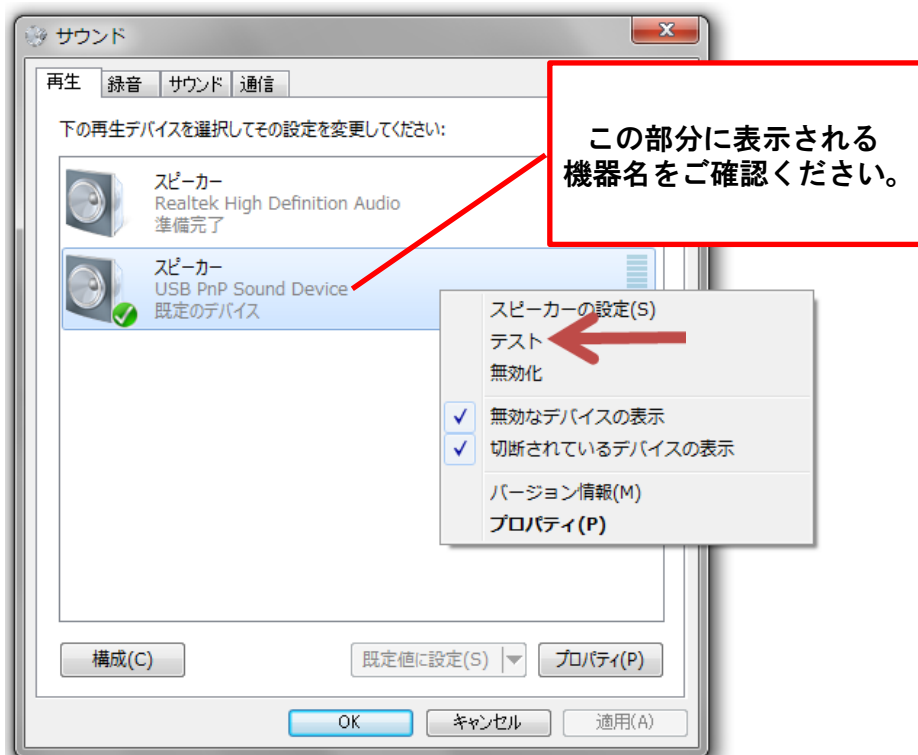 サウンド
再生
録音
サウンド
通信
下の再生デバイスを選択してその設定を変更してください:
この部分に表示される
機器名をご確認ください。
スピーカー
Realtek High Definition Audio
準備完了
スピーカー
USB PnP Sound Device
既定のデバイス
スピーカーの設定(S)
テスト
無効化
無効なデバイスの表示
切断されているデバイスの表示
バージョン情報(M)
プロパティ(P)
構成(C)
既定値に設定(S)
プロパティ(P)
OK
キャンセル
適用(A)